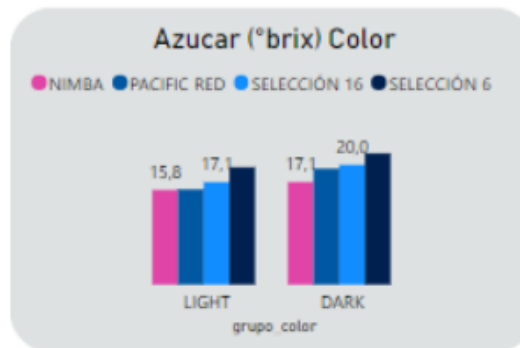 Azucar (°brix) Color
NIMBA PACIFIC RED SELECCIÓN 16 SELECCIÓN 6
15,8 17,1 17,1 20,0
LIGHT DARK
grupo_color